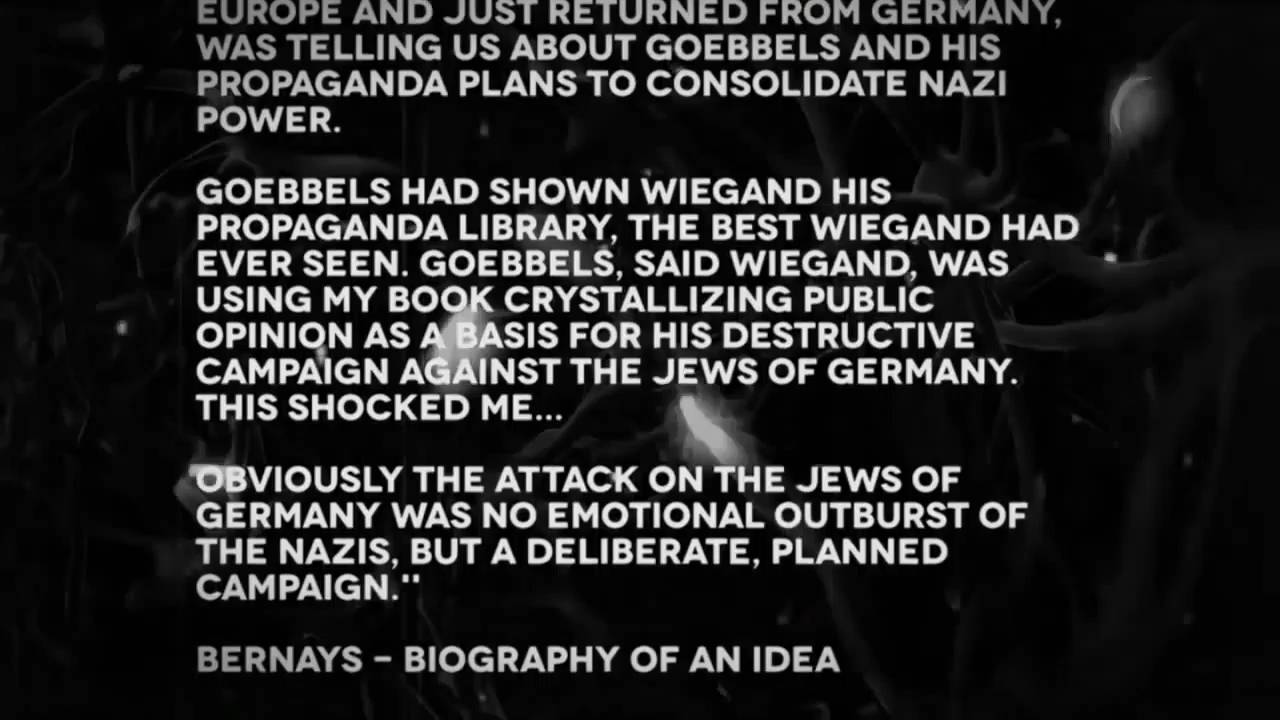 EUROPE AND JUST RETURNED FROM GERMANY,
WAS TELLING US ABOUT GOEBBELS AND HIS
PROPAGANDA PLANS TO CONSOLIDATE NAZI
POWER.
GOEBBELS HAD SHOWN WIEGAND HIS
PROPAGANDA LIBRARY, THE BEST WIEGAND HAD
EVER SEEN. GOEBBELS, SAID WIEGAND, WAS
USING MY BOOK CRYSTALLIZING PUBLIC
OPINION AS A BASIS FOR HIS DESTRUCTIVE
CAMPAIGN AGAINST THE JEWS OF GERMANY.
THIS SHOCKED ME...
OBVIOUSLY THE ATTACK ON THE JEWS OF
GERMANY WAS NO EMOTIONAL OUTBURST OF
THE NAZIS, BUT A DELIBERATE, PLANNED
CAMPAIGN."
BERNAYS – BIOGRAPHY OF AN IDEA